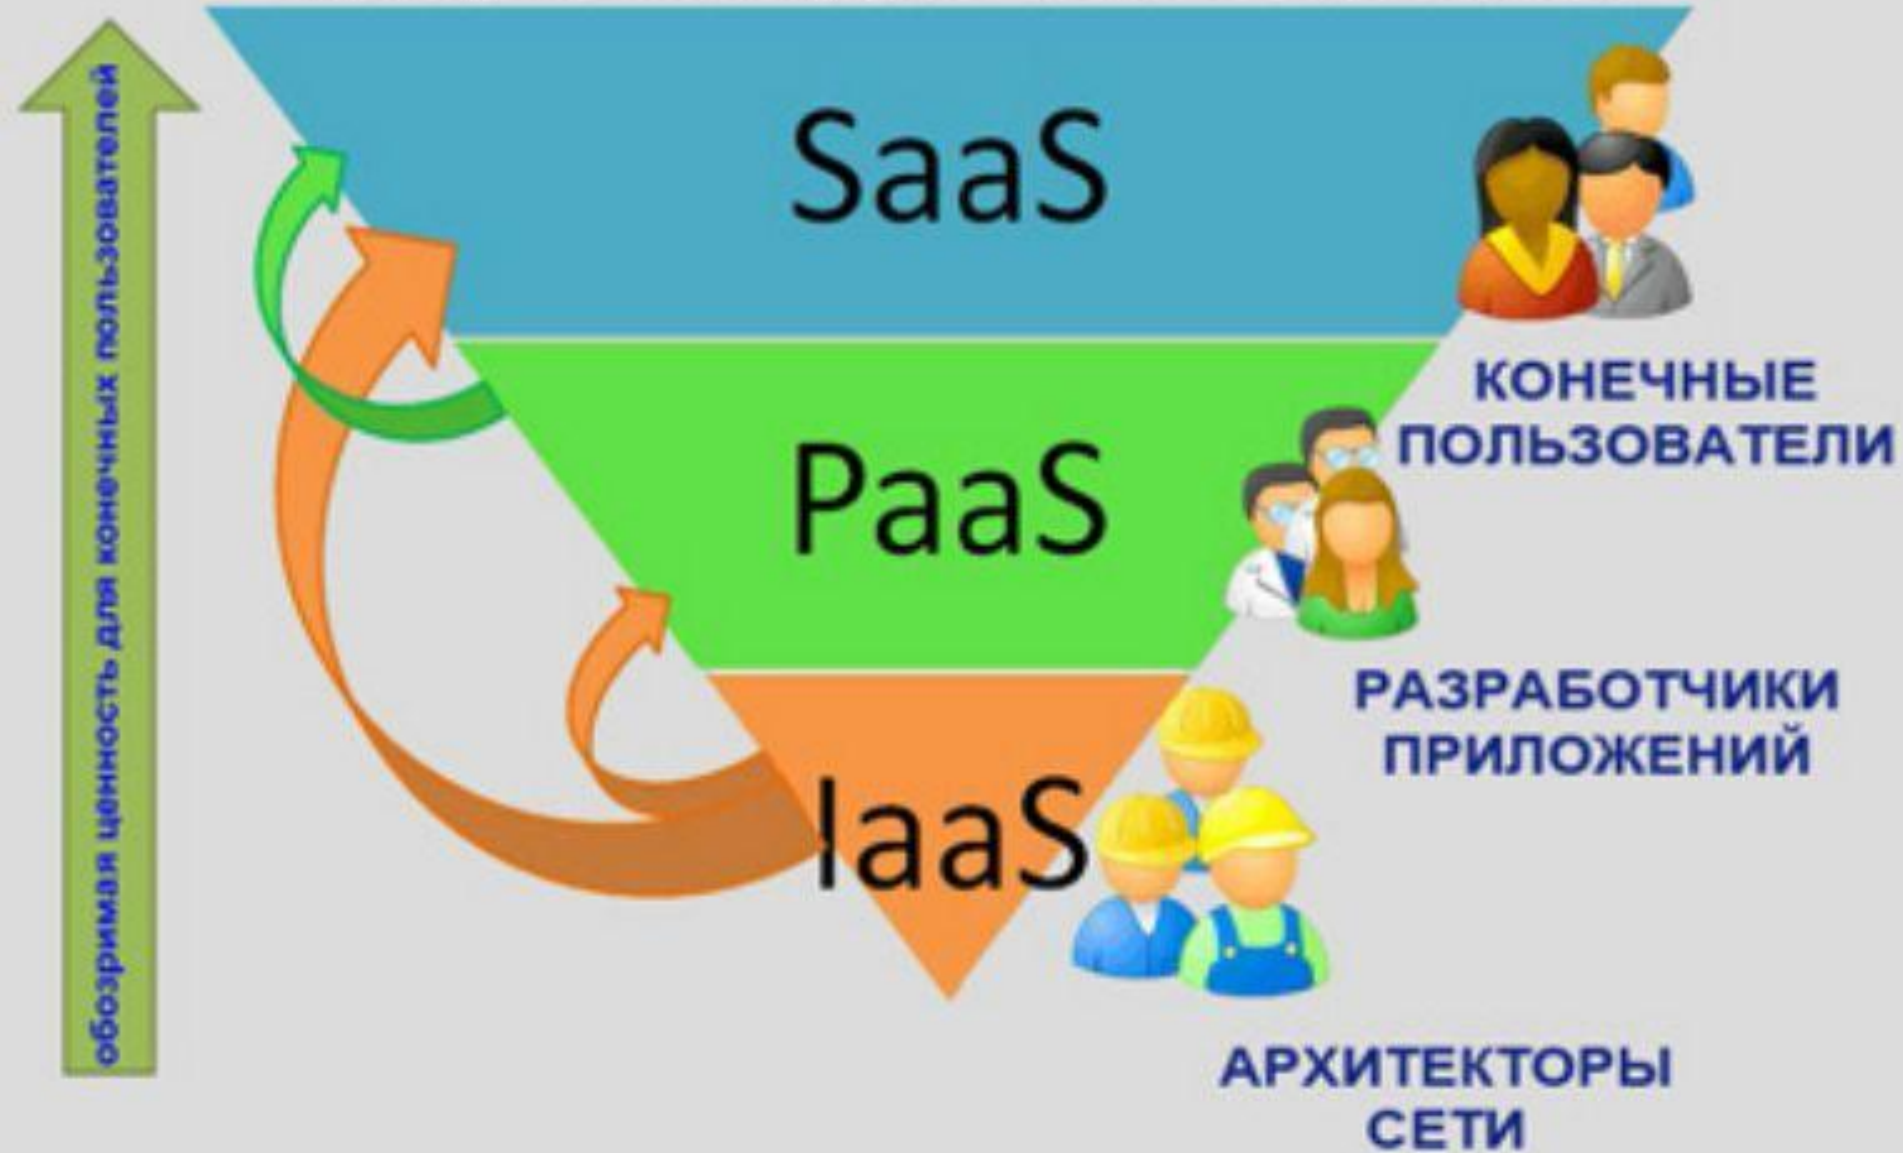 обозримая ценность для конечных пользователей
SaaS
КОНЕЧНЫЕ
ПОЛЬЗОВАТЕЛИ
PaaS
РАЗРАБОТЧИКИ
ПРИЛОЖЕНИЙ
IaaS
АРХИТЕКТОРЫ
СЕТИ